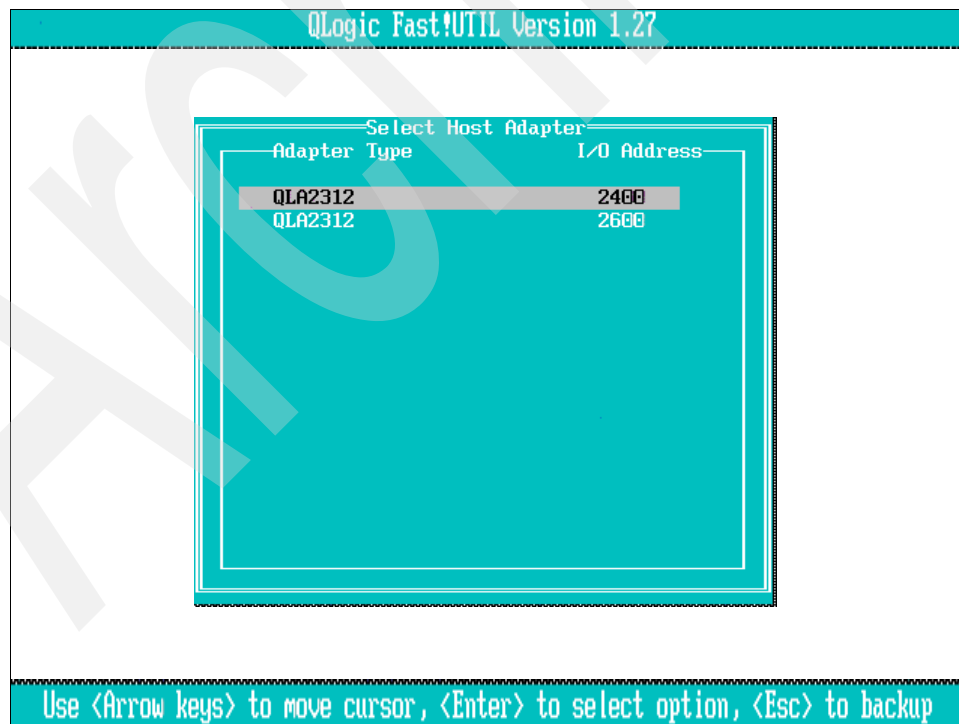 QLogic Fast!UTIL Version 1.27
Select Host Adapter
Adapter Type I/O Address
QLA2312 2400
QLA2312 2600
Use <Arrow keys> to move cursor, <Enter> to select option, <Esc> to backup